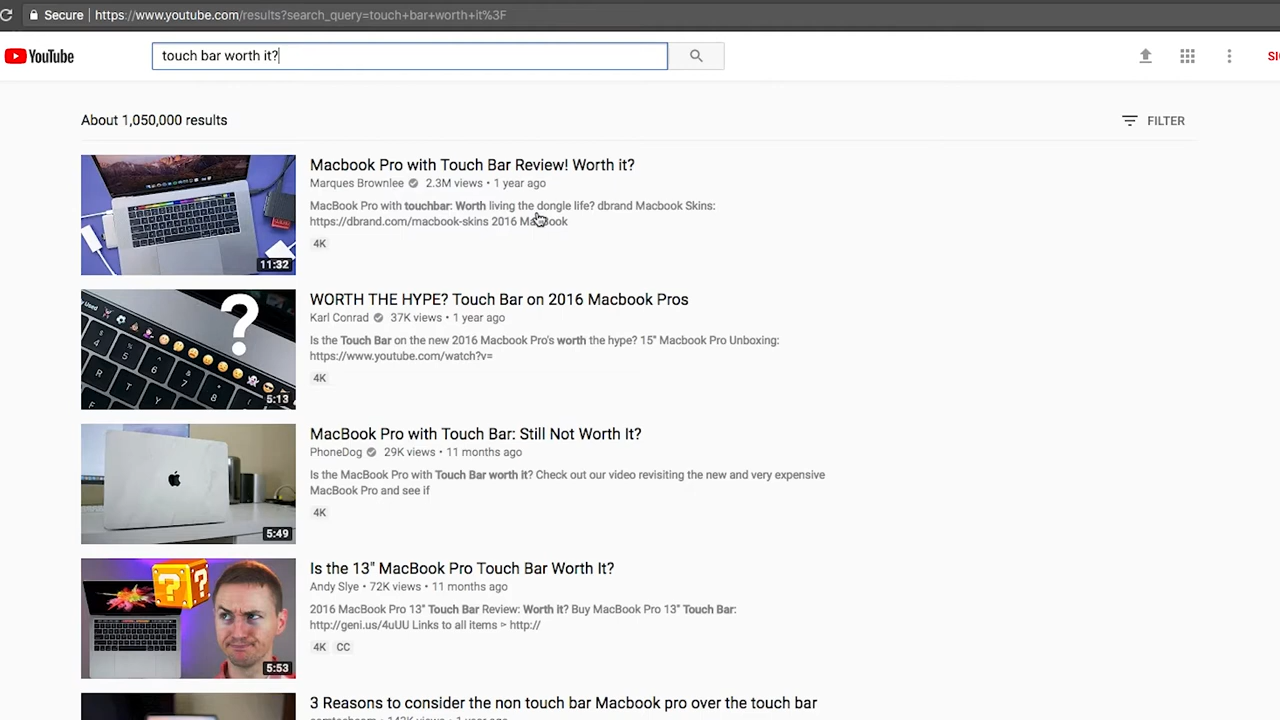 Secure | https://www.youtube.com/results?search_query=touch+bar+worth+it%3F
YouTube
touch bar worth it?
SI
About 1,050,000 results
FILTER
Macbook Pro with Touch Bar Review! Worth it?
Marques Brownlee 2.3M views • 1 year ago
MacBook Pro with touchbar: Worth living the dongle life? dbrand Macbook Skins:
https://dbrand.com/macbook-skins 2016 MacBook
4K
11:32
WORTH THE HYPE? Touch Bar on 2016 Macbook Pros
Karl Conrad 37K views • 1 year ago
Is the Touch Bar on the new 2016 Macbook Pro's worth the hype? 15" Macbook Pro Unboxing:
https://www.youtube.com/watch?v=
4K
?
5:13
MacBook Pro with Touch Bar: Still Not Worth It?
PhoneDog 29K views • 11 months ago
Is the MacBook Pro with Touch Bar worth it? Check out our video revisiting the new and very expensive
MacBook Pro and see if
4K
5:49
Is the 13" MacBook Pro Touch Bar Worth It?
Andy Slye • 72K views • 11 months ago
2016 MacBook Pro 13" Touch Bar Review: Worth it? Buy MacBook Pro 13" Touch Bar:
http://geni.us/4uUU Links to all items > http://
4K CC
? ?
5:53
3 Reasons to consider the non touch bar Macbook pro over the touch bar